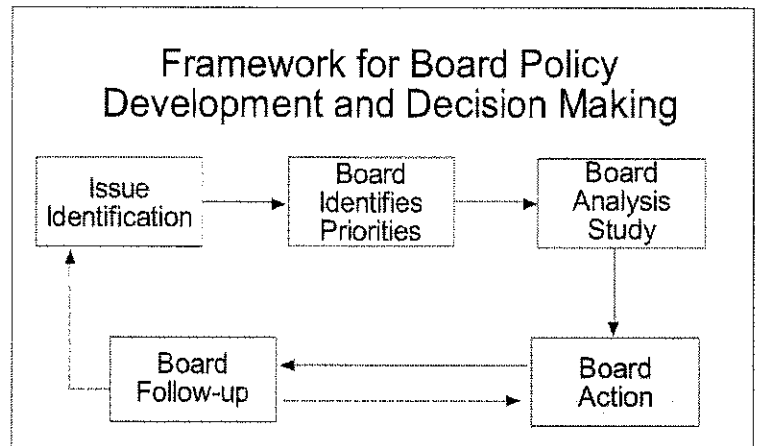 Framework for Board Policy
Development and Decision Making
Issue
Identification
Board
Identifies
Priorities
Board
Analysis
Study
Board
Follow-up
Board
Action